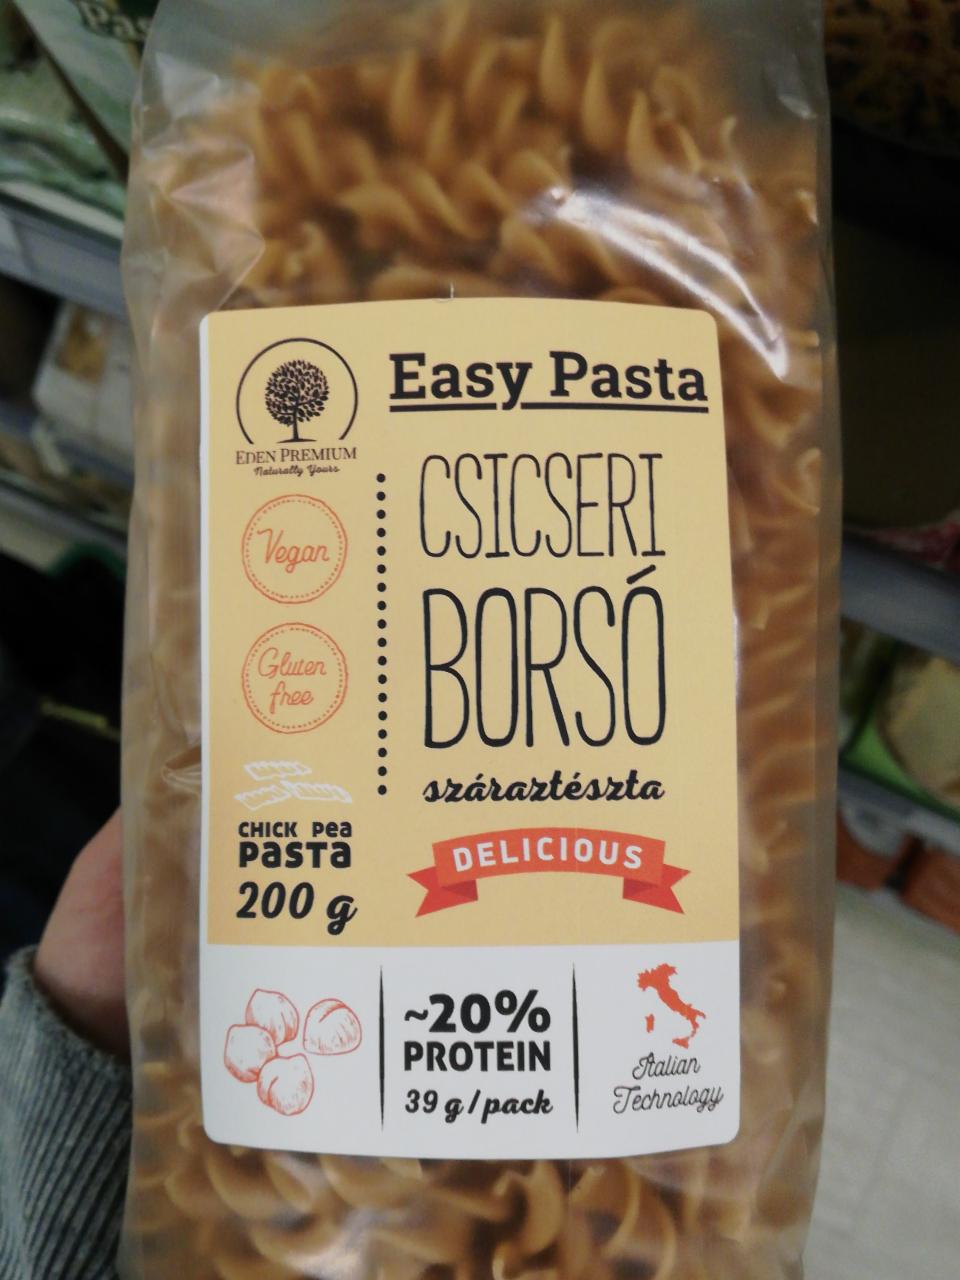 Pas
EDEN PREMIUM
Naturally Yours
Vegan
Gluten
free
CHICK Pea
PASTA
200 g
Easy Pasta
CSICSERI
BORSÓ
száraztészta
DELICIOUS
~20%
PROTEIN
39 g / pack
Italian
Technology